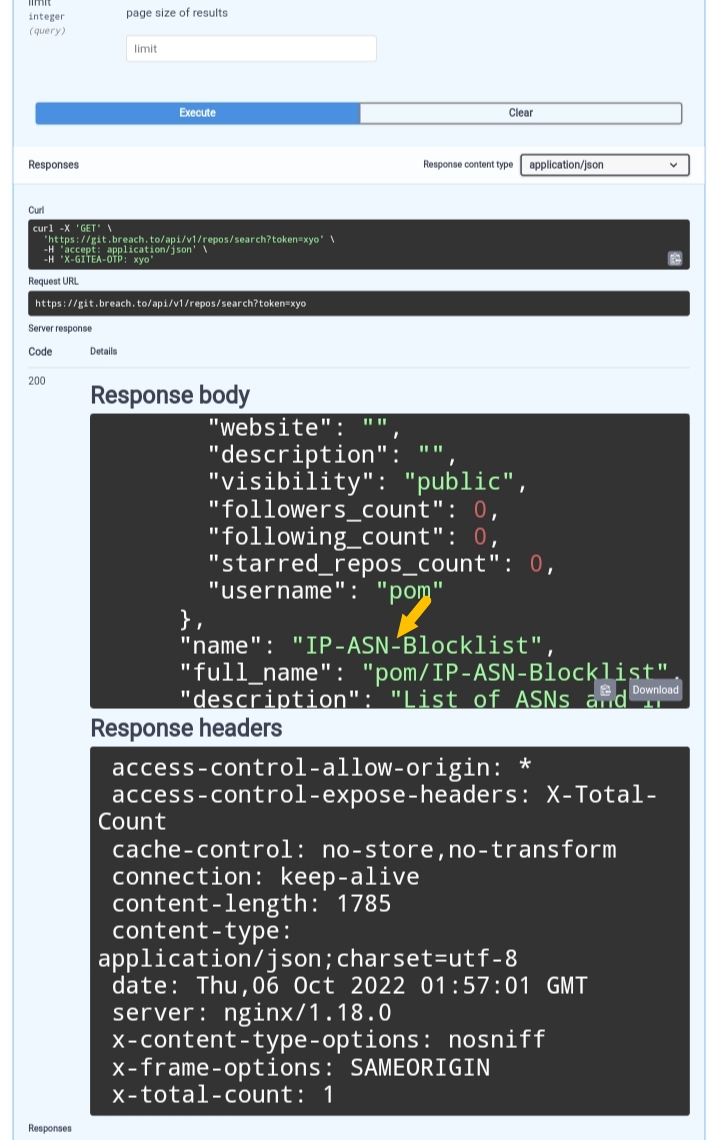 limit
integer
(query)
page size of results
limit
Execute
Clear
Responses
Response content type
application/json
Curl
curl -X 'GET' \
'https://git.breach.to/api/v1/repos/search?token=xyo' \
-H 'accept: application/json' \
-H 'X-GITEA-OTP: xyo'
Request URL
https://git.breach.to/api/v1/repos/search?token=xyo
Server response
Code
Details
200
Response body
"website": "",
"description": "",
"visibility": "public",
"followers_count": 0,
"following_count": 0,
"starred_repos_count": 0,
"username": "pom"
},
"name": "IP-ASN-Blocklist",
"full_name": "pom/IP-ASN-Blocklist",
"description": "List of ASNs and IP
Download
Response headers
access-control-allow-origin: *
access-control-expose-headers: X-Total-
Count
cache-control: no-store,no-transform
connection: keep-alive
content-length: 1785
content-type:
application/json;charset=utf-8
date: Thu,06 Oct 2022 01:57:01 GMT
server: nginx/1.18.0
x-content-type-options: nosniff
x-frame-options: SAMEORIGIN
x-total-count: 1
Responses